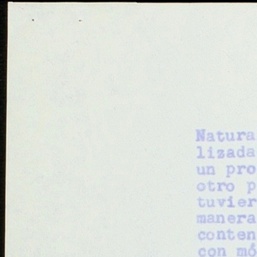 Natura
lizada
un pro
otro p
tuvier
manera
conten
con mó